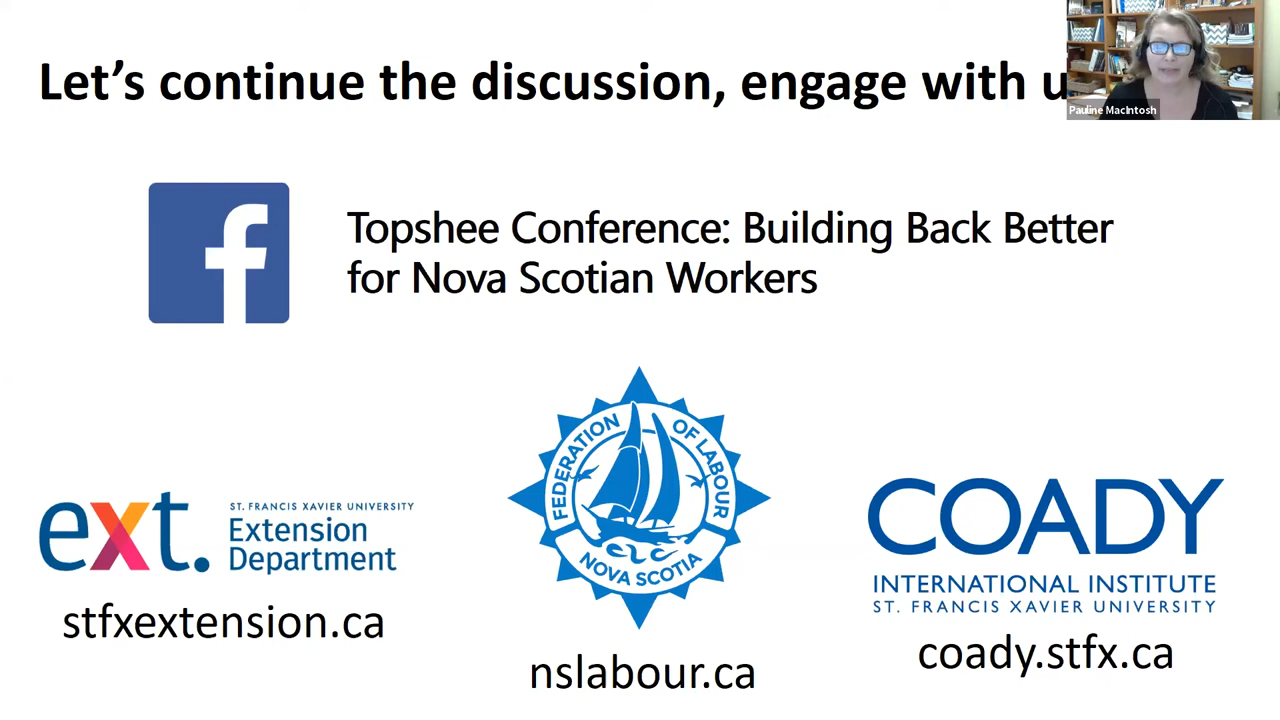 Let's continue the discussion, engage with u
Pauline MacIntosh
Topshee Conference: Building Back Better
for Nova Scotian Workers
FEDERATION OF LABOUR
NOVA SCOTIA
clc
ext.
ST. FRANCIS XAVIER UNIVERSITY
Extension
Department
stfxextension.ca
nslabour.ca
COADY
INTERNATIONAL INSTITUTE
ST. FRANCIS XAVIER UNIVERSITY
coady.stfx.ca